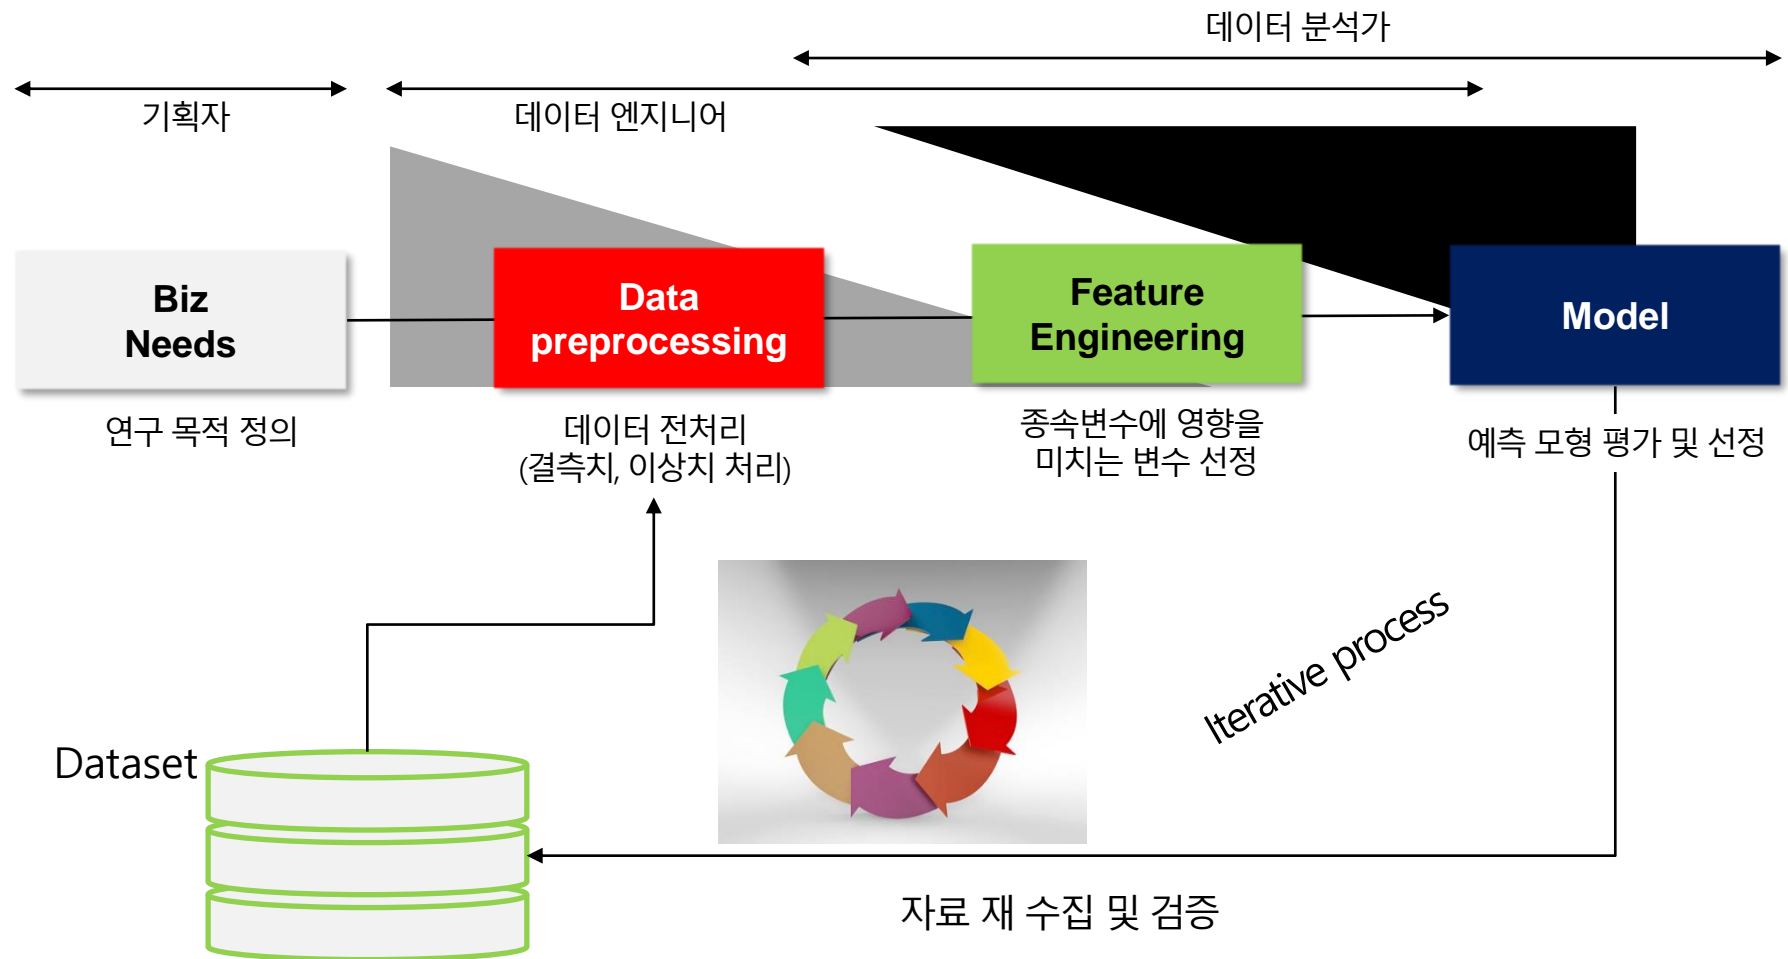 데이터 분석가
기획자
데이터 엔지니어
Biz
Needs
Data
preprocessing
Feature
Engineering
Model
연구 목적 정의
데이터 전처리
(결측치, 이상치 처리)
종속변수에 영향을
미치는 변수 선정
예측 모형 평가 및 선정
Iterative process
Dataset
자료 재 수집 및 검증